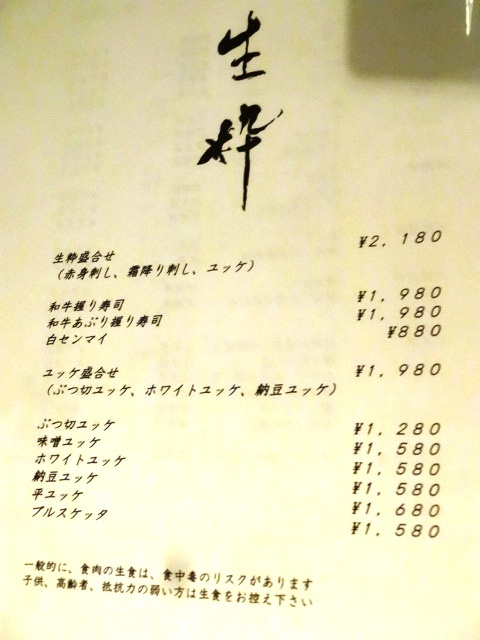 生粋
生粋盛合せ ¥2,180
(赤身刺し、霜降り刺し、ユッケ)
和牛握り寿司 ¥1,980
和牛あぶり握り寿司 ¥1,980
白センマイ ¥880
ユッケ盛合せ ¥1,980
(ぶつ切ユッケ、ホワイトユッケ、納豆ユッケ)
ぶつ切ユッケ ¥1,280
味噌ユッケ ¥1,580
ホワイトユッケ ¥1,580
納豆ユッケ ¥1,580
平ユッケ ¥1,680
ブルスケッタ ¥1,580
一般的に、食肉の生食は、食中毒のリスクがあります
子供、高齢者、抵抗力の弱い方は生食をお控え下さい